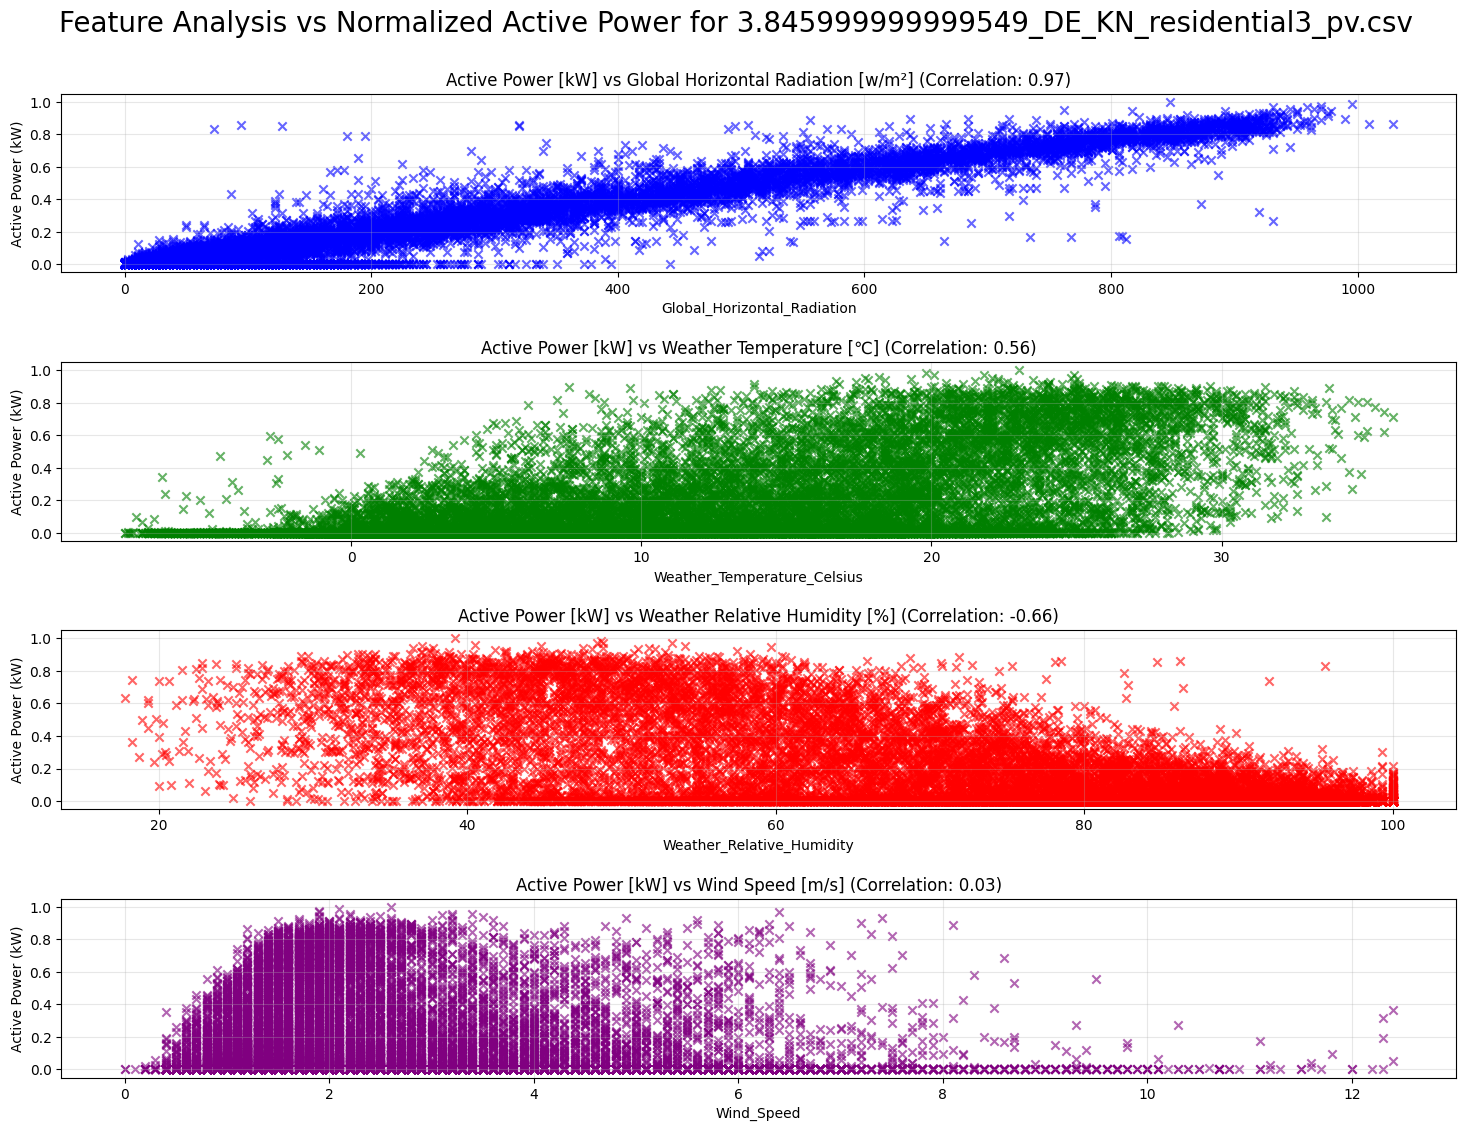 Feature Analysis vs Normalized Active Power for 3.845999999999549_DE_KN_residential3_pv.csv
Active Power [kW] vs Global Horizontal Radiation [w/m²] (Correlation: 0.97)
Active Power (kW)
1.0
0.8
0.6
0.4
0.2
0.0
0 200 400 600 800 1000
Global_Horizontal_Radiation
Active Power [kW] vs Weather Temperature [℃] (Correlation: 0.56)
Active Power (kW)
1.0
0.8
0.6
0.4
0.2
0.0
0 10 20 30
Weather_Temperature_Celsius
Active Power [kW] vs Weather Relative Humidity [%] (Correlation: -0.66)
Active Power (kW)
1.0
0.8
0.6
0.4
0.2
0.0
20 40 60 80 100
Weather_Relative_Humidity
Active Power [kW] vs Wind Speed [m/s] (Correlation: 0.03)
Active Power (kW)
1.0
0.8
0.6
0.4
0.2
0.0
0 2 4 6 8 10 12
Wind_Speed